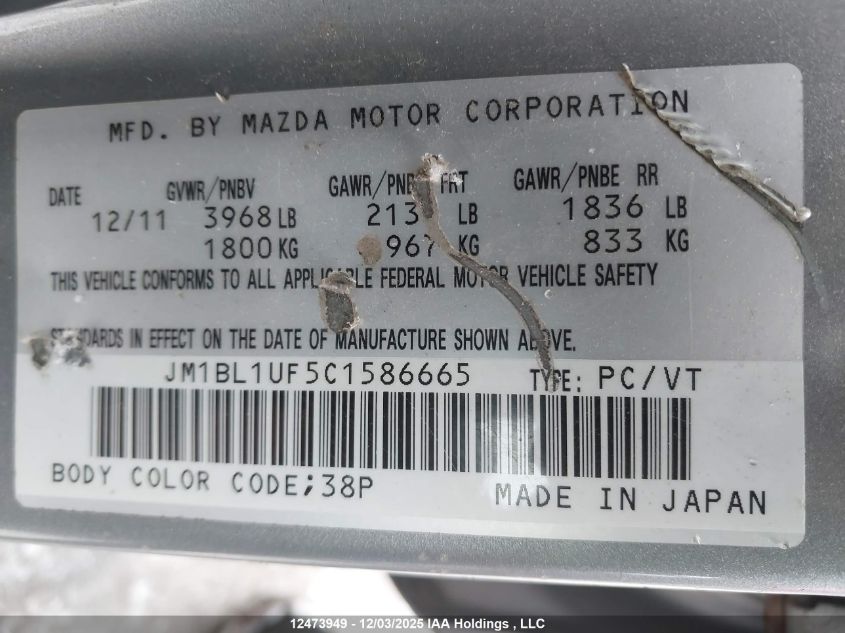 MFD. BY MAZDA MOTOR CORPORATION
DATE GVWR/PNBV GAWR/PNBE FRT GAWR/PNBE RR
12/11 3968 LB LB 1836 LB
1800 KG 967 KG 833 KG
THIS VEHICLE CONFORMS TO ALL APPLICABLE FEDERAL MOTOR VEHICLE SAFETY
STANDARDS IN EFFECT ON THE DATE OF MANUFACTURE SHOWN ABOVE.
JM1BL1UF5C1586665 TYPE: PC/VT
BODY COLOR CODE;38P
MADE IN JAPAN
12473949 - 12/03/2025 IAA Holdings , LLC